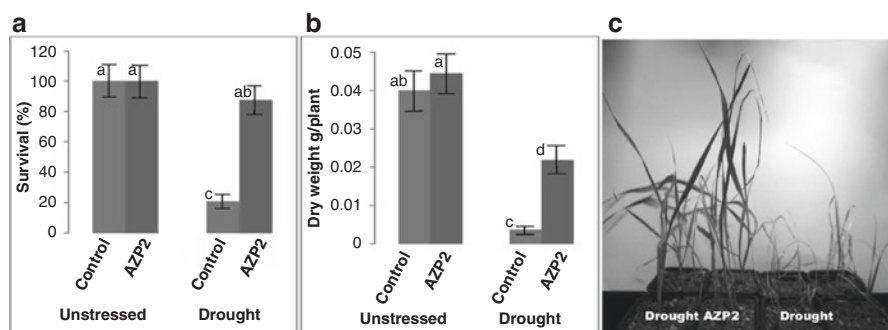 a
Survival (%)
120
100
80
60
40
20
0
a
a
c
ab
Control
AZP2
Control
AZP2
Unstressed
Drought
b
Dry weight g/plant
0.05
0.04
0.03
0.02
0.01
0
ab
a
c
d
Control
AZP2
Control
AZP2
Unstressed
Drought
c
Drought AZP2
Drought